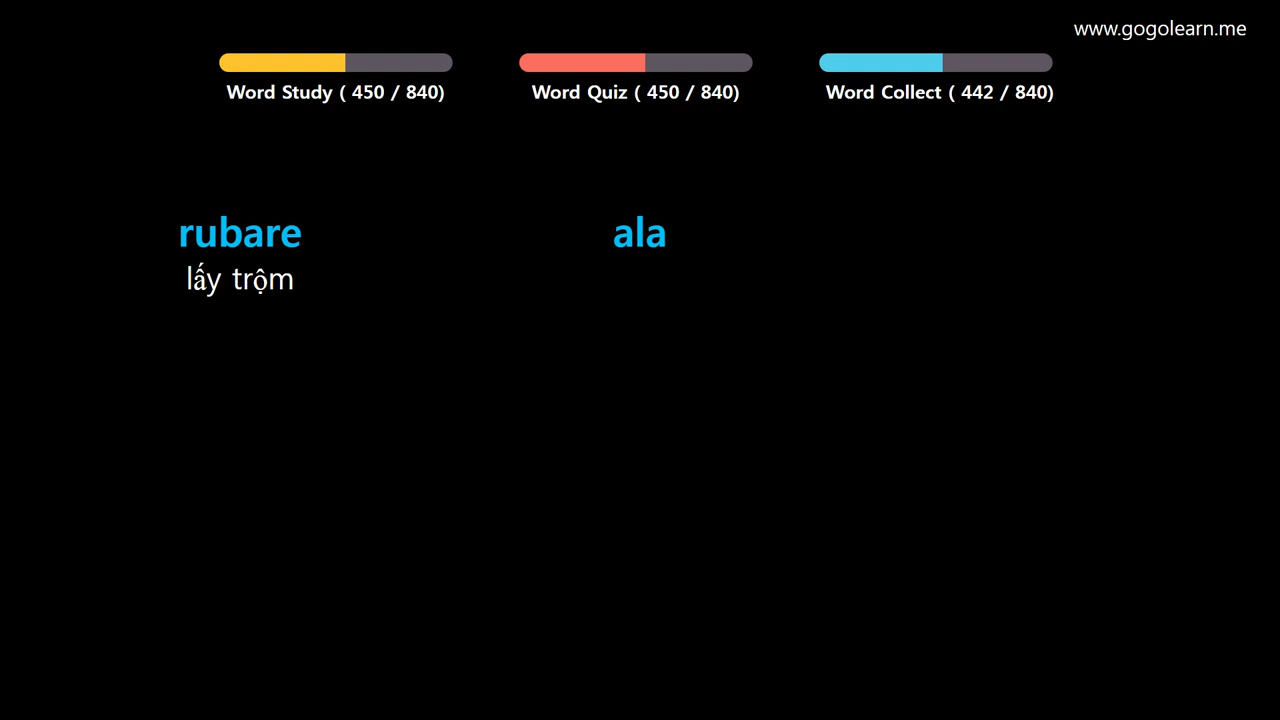 www.gogolearn.me
Word Study ( 450 / 840)
Word Quiz ( 450 / 840)
Word Collect ( 442 / 840)
rubare
ala
lấy trộm